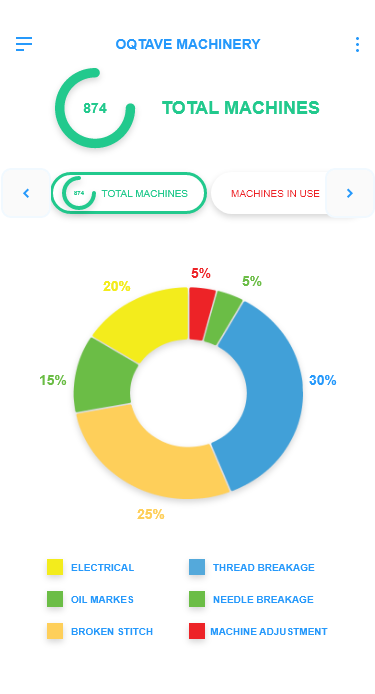 OQTAVE MACHINERY
874
TOTAL MACHINES
874
TOTAL MACHINES
MACHINES IN USE
5%
5%
20%
30%
15%
25%
ELECTRICAL
THREAD BREAKAGE
OIL MARKES
NEEDLE BREAKAGE
BROKEN STITCH
MACHINE ADJUSTMENT